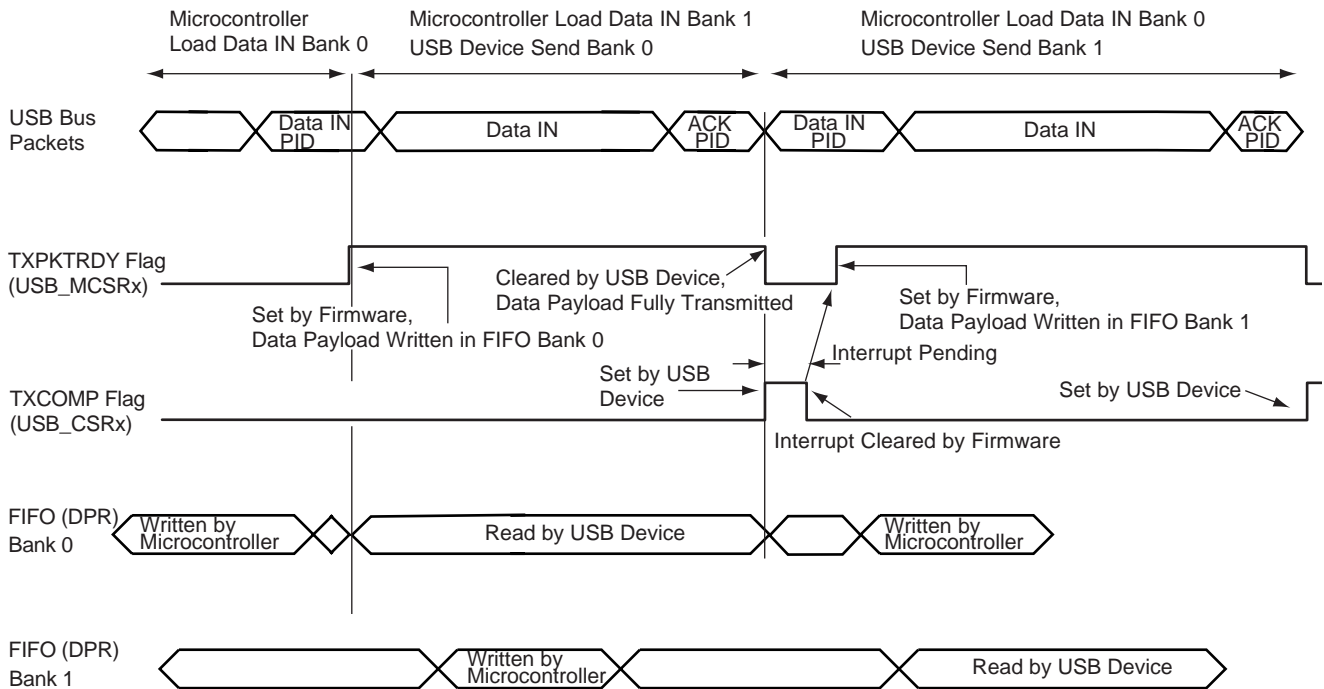 Microcontroller
Load Data IN Bank 0
Microcontroller Load Data IN Bank 1
USB Device Send Bank 0
Microcontroller Load Data IN Bank 0
USB Device Send Bank 1
USB Bus
Packets
Data IN
PID
Data IN
ACK
PID
Data IN
PID
Data IN
ACK
PID
TXPKTRDY Flag
(USB_MCSRx)
Set by Firmware,
Data Payload Written in FIFO Bank 0
Cleared by USB Device,
Data Payload Fully Transmitted
Set by Firmware,
Data Payload Written in FIFO Bank 1
Interrupt Pending
TXCOMP Flag
(USB_CSRx)
Set by USB
Device
Set by USB Device
Interrupt Cleared by Firmware
FIFO (DPR)
Bank 0
Written by
Microcontroller
Read by USB Device
Written by
Microcontroller
FIFO (DPR)
Bank 1
Written by
Microcontroller
Read by USB Device